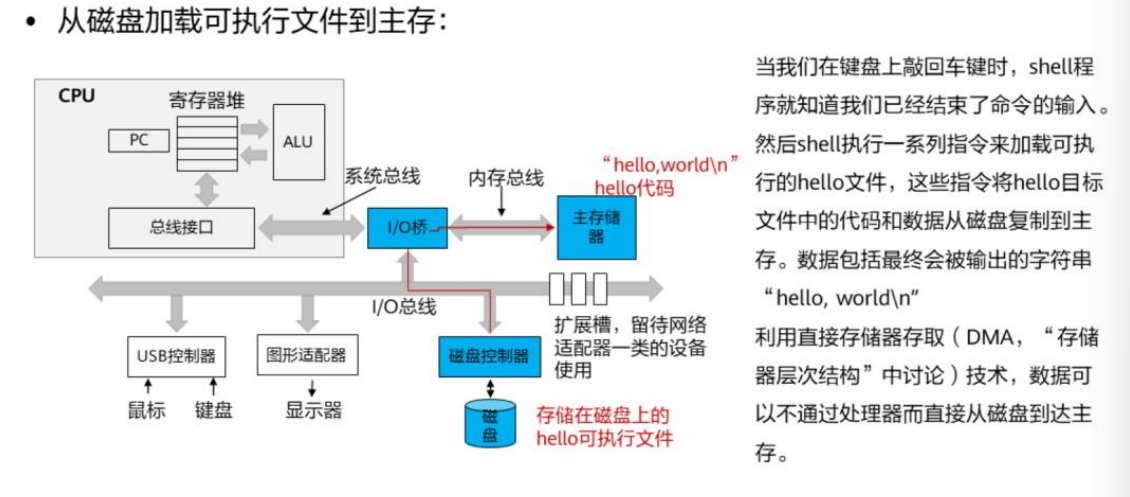 • 从磁盘加载可执行文件到主存：
CPU
寄存器堆
PC
ALU
系统总线
内存总线
“hello,world\n”
hello代码
总线接口
I/O桥
主存储
器
I/O总线
扩展槽，留待网络
适配器一类的设备
使用
USB控制器
图形适配器
磁盘控制器
鼠标
键盘
显示器
磁
盘
存储在磁盘上的
hello可执行文件
当我们在键盘上敲回车键时，shell程
序就知道我们已经结束了命令的输入。
然后shell执行一系列指令来加载可执
行的hello文件，这些指令将hello目标
文件中的代码和数据从磁盘复制到主
存。数据包括最终会被输出的字符串
“hello, world\n”
利用直接存储器存取（DMA，“存储
器层次结构”中讨论）技术，数据可
以不通过处理器而直接从磁盘到达主
存。